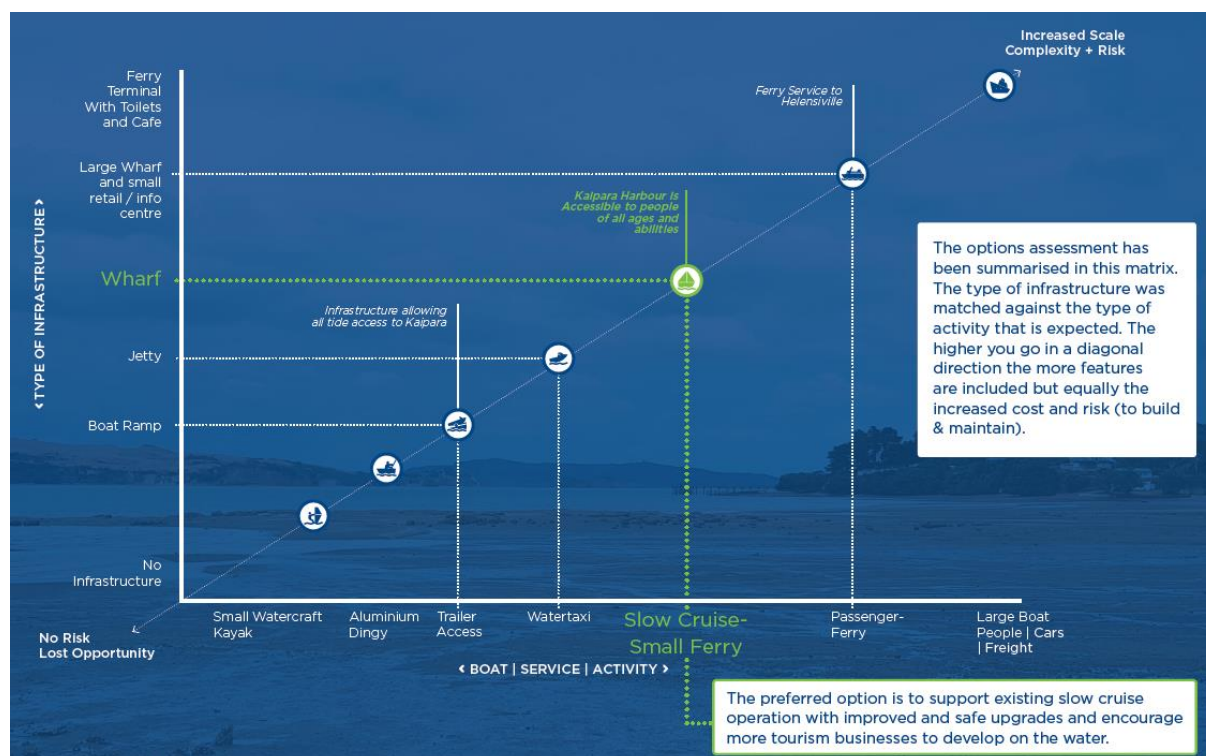 Increased Scale
Complexity + Risk
Ferry
Terminal
With Toilets
and Cafe
Ferry Service to
Helensiville
Large Wharf
and small
retail / info
centre
Kaipara Harbour is
Accessible to people
of all ages and
abilities
< TYPE OF INFRASTRUCTURE >
Wharf
The options assessment has
been summarised in this matrix.
The type of infrastructure was
matched against the type of
activity that is expected. The
higher you go in a diagonal
direction the more features
are included but equally the
increased cost and risk (to build
& maintain).
Infrastructure allowing
all tide access to Kaipara
Jetty
Boat Ramp
No
Infrastructure
No Risk
Lost Opportunity
Small Watercraft
Kayak
Aluminium
Dingy
Trailer
Access
Watertaxi
Slow Cruise-
Small Ferry
Passenger-
Ferry
Large Boat
People | Cars
| Freight
< BOAT | SERVICE | ACTIVITY >
The preferred option is to support existing slow cruise
operation with improved and safe upgrades and encourage
more tourism businesses to develop on the water.